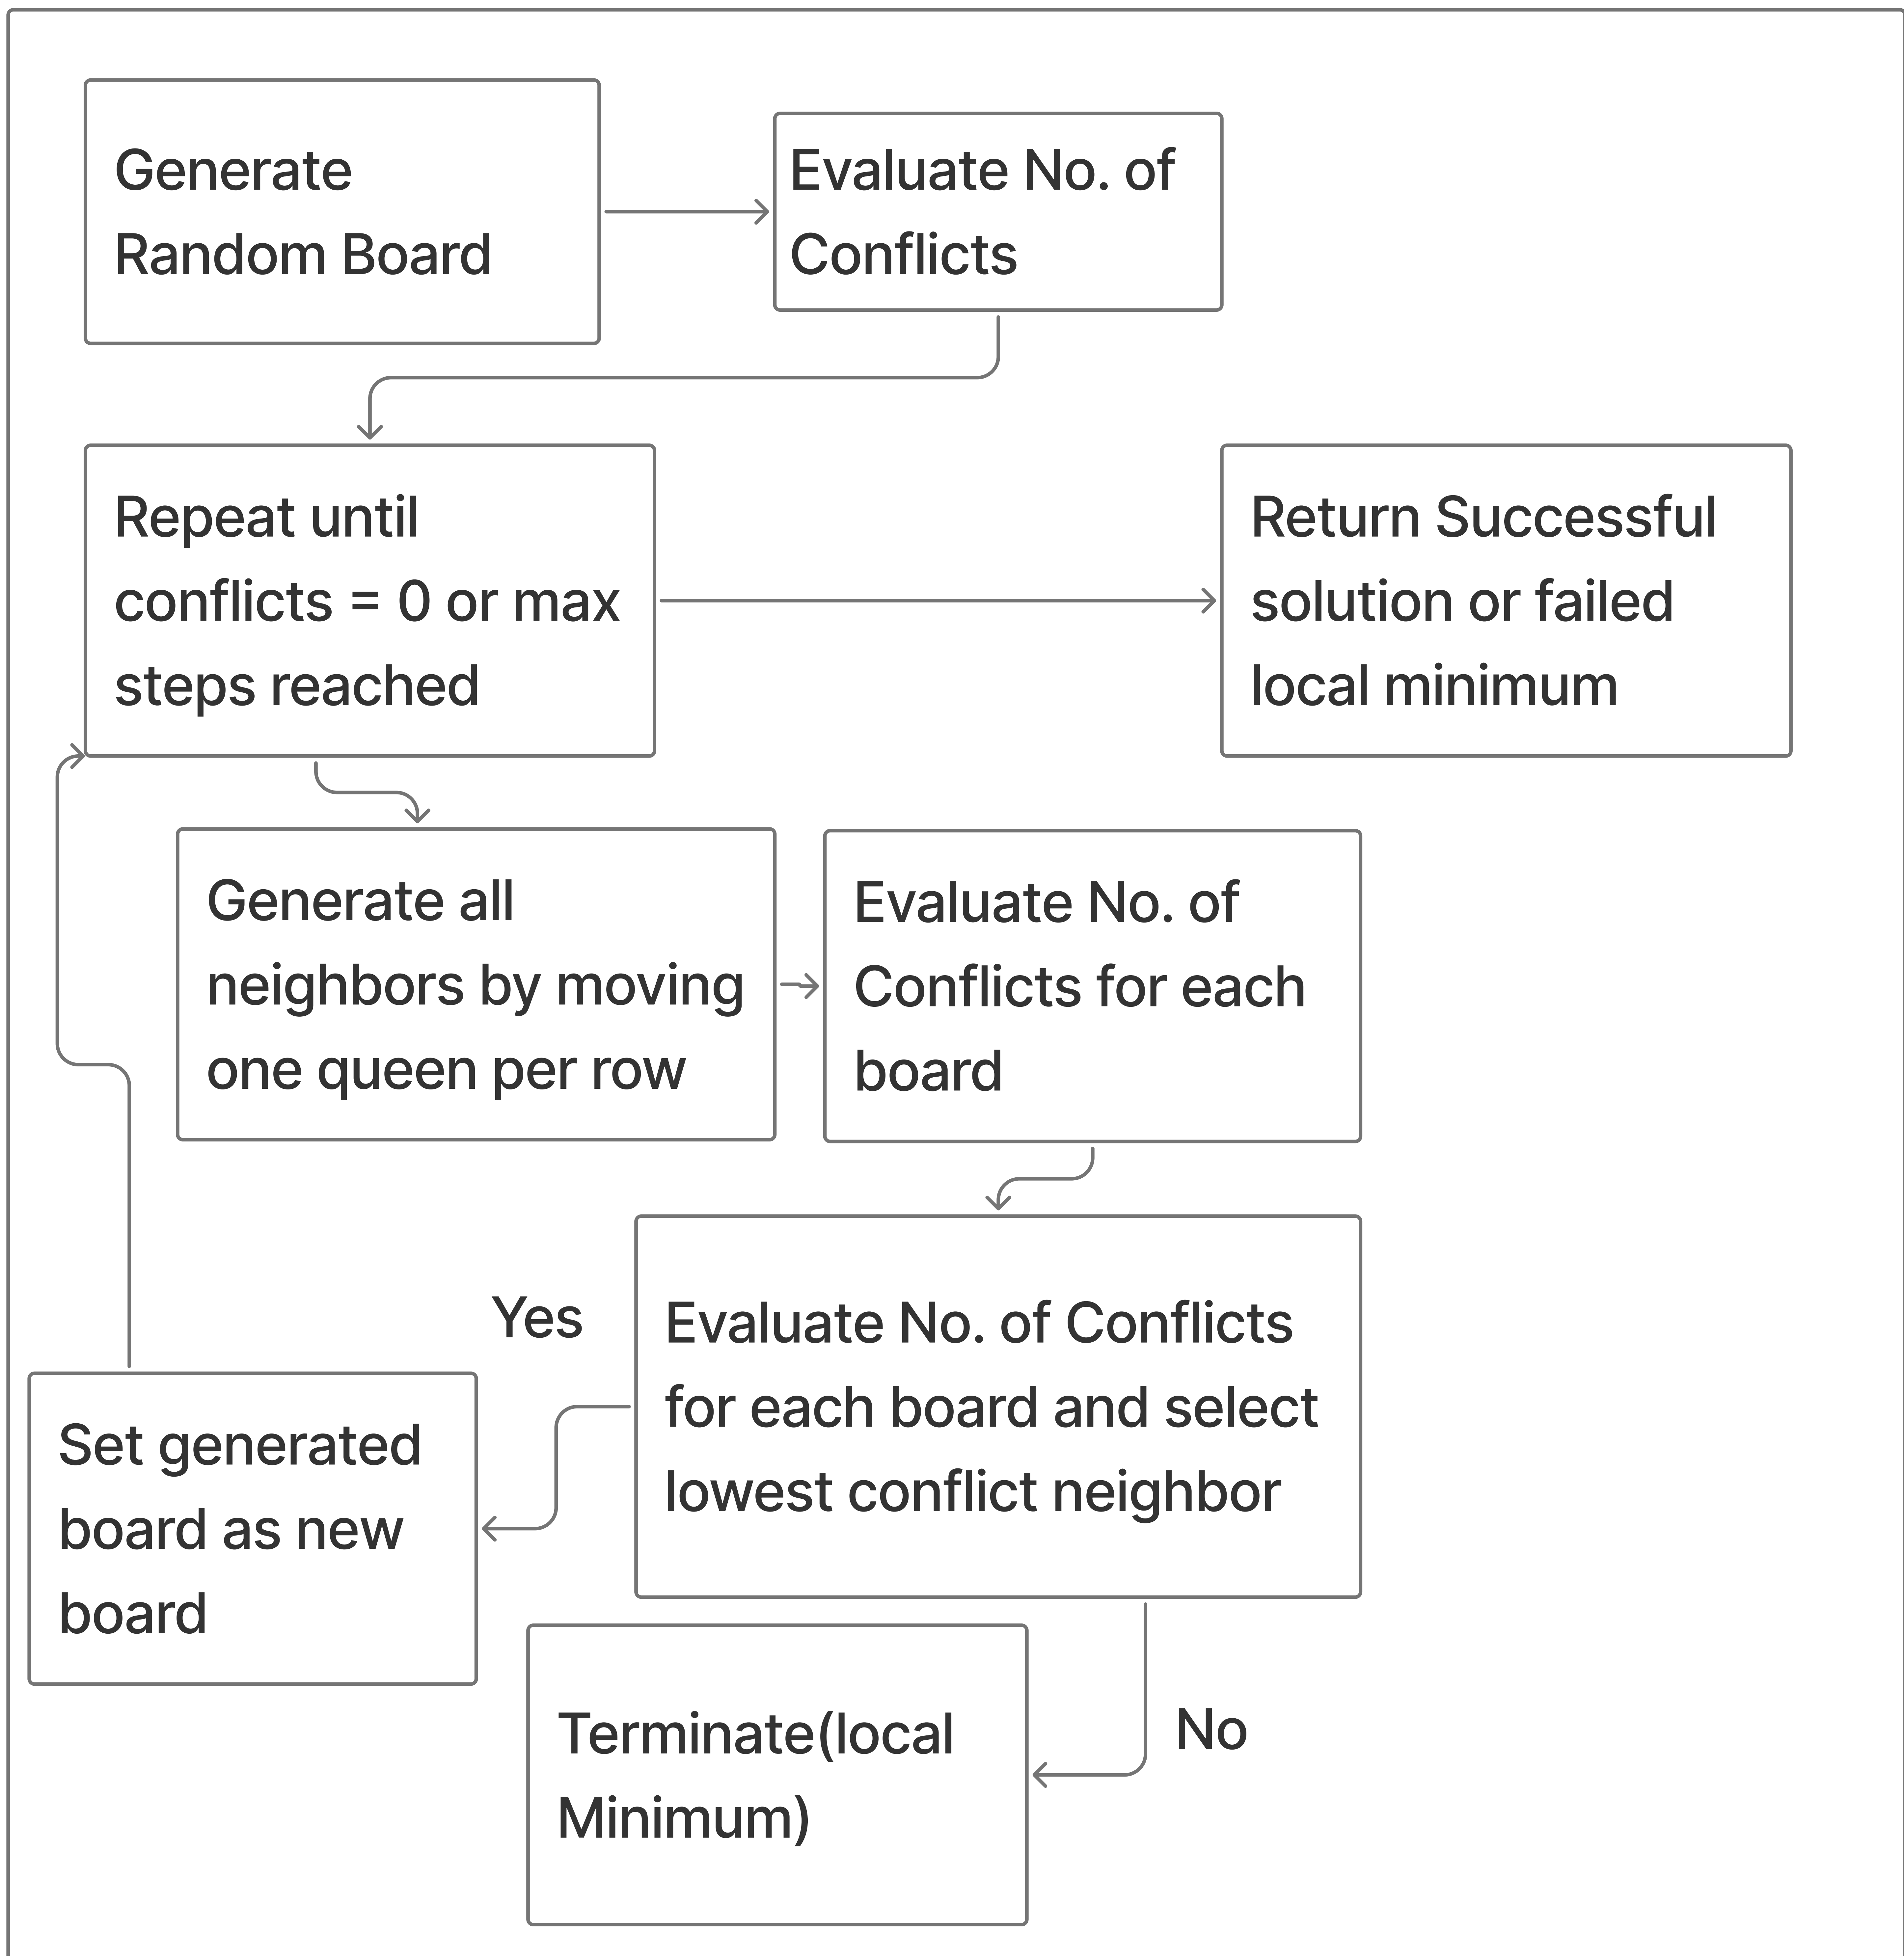 Generate
Random Board
Evaluate No. of
Conflicts
Repeat until
conflicts = 0 or max
steps reached
Return Successful
solution or failed
local minimum
Generate all
neighbors by moving
one queen per row
Evaluate No. of
Conflicts for each
board
Yes
Evaluate No. of Conflicts
for each board and select
lowest conflict neighbor
Set generated
board as new
board
Terminate(local
Minimum)
No